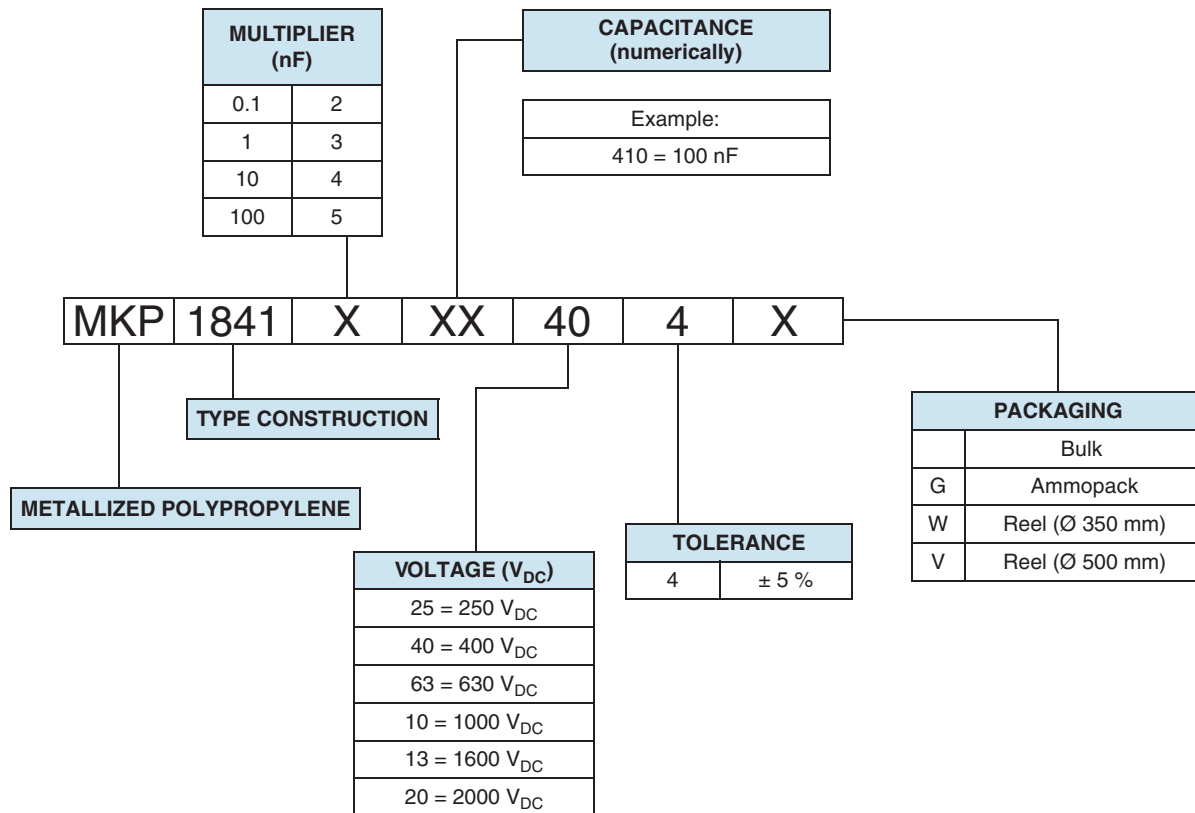 MULTIPLIER
(nF)
0.1 2
1 3
10 4
100 5
CAPACITANCE
(numerically)
Example:
410 = 100 nF
MKP 1841 X XX 40 4 X
TYPE CONSTRUCTION
METALLIZED POLYPROPYLENE
VOLTAGE (VDC)
25 = 250 VDC
40 = 400 VDC
63 = 630 VDC
10 = 1000 VDC
13 = 1600 VDC
20 = 2000 VDC
TOLERANCE
4 ± 5 %
PACKAGING
Bulk
G Ammopack
W Reel (Ø 350 mm)
V Reel (Ø 500 mm)